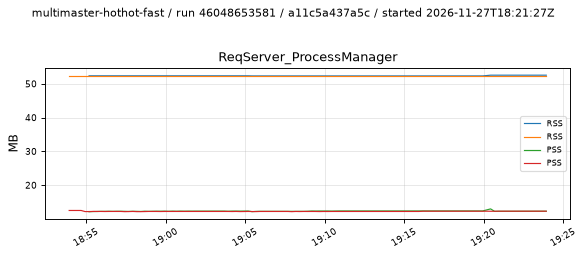 multimaster-hothot-fast / run 46048653581 / a11c5a437a5c / started 2026-11-27T18:21:27Z
ReqServer_ProcessManager
MB
50
40
30
20
RSS
RSS
PSS
PSS
18:55
19:00
19:05
19:10
19:15
19:20
19:25